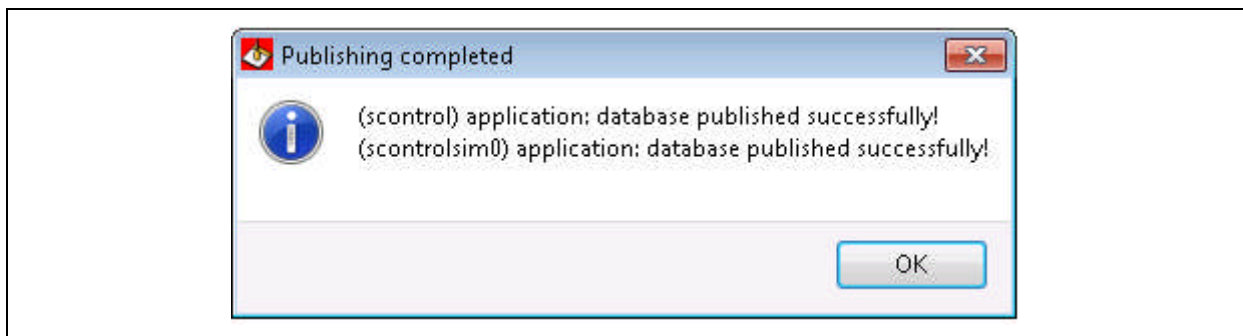 Publishing completed
(scontrol) application: database published successfully!
(scontrolsim0) application: database published successfully!
OK